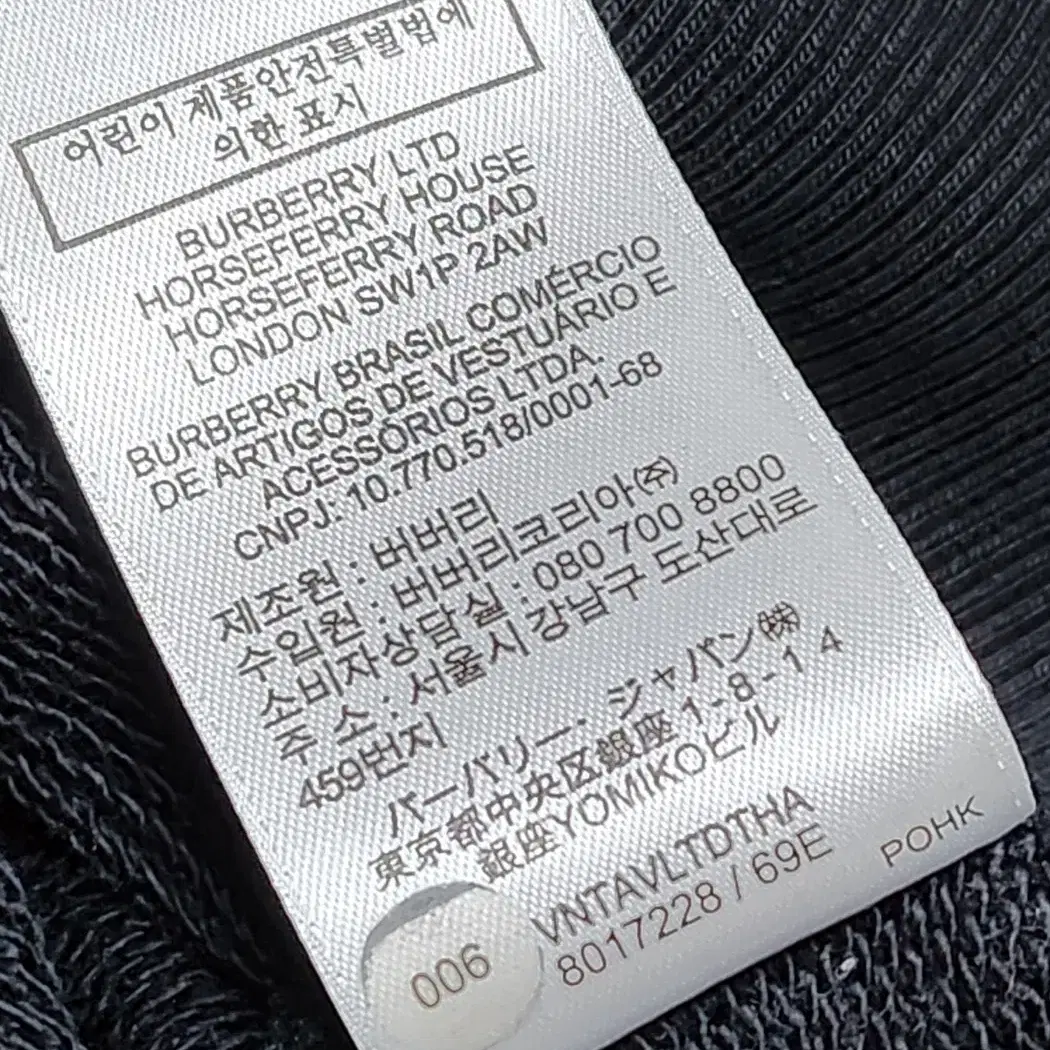 어린이 제품안전특별법에
의한 표시
BURBERRY LTD
HORSEFERRY HOUSE
HORSEFERRY ROAD
LONDON SW1P 2AW
BURBERRY BRASIL COMÉRCIO
DE ARTIGOS DE VESTUÁRIO E
ACESSÓRIOS LTDA.
CNPJ: 10.770.518/0001-68
제조원 : 버버리
수입원 : 버버리코리아㈜
소비자상담실 : 080 700 8800
주 소 : 서울시 강남구 도산대로
459번지
バーバリー・ジャパン㈱
東京都中央区銀座1-8-14
銀座YOMIKOビル
VNTAVLTDTHA
8017228 / 69E
POHK
006